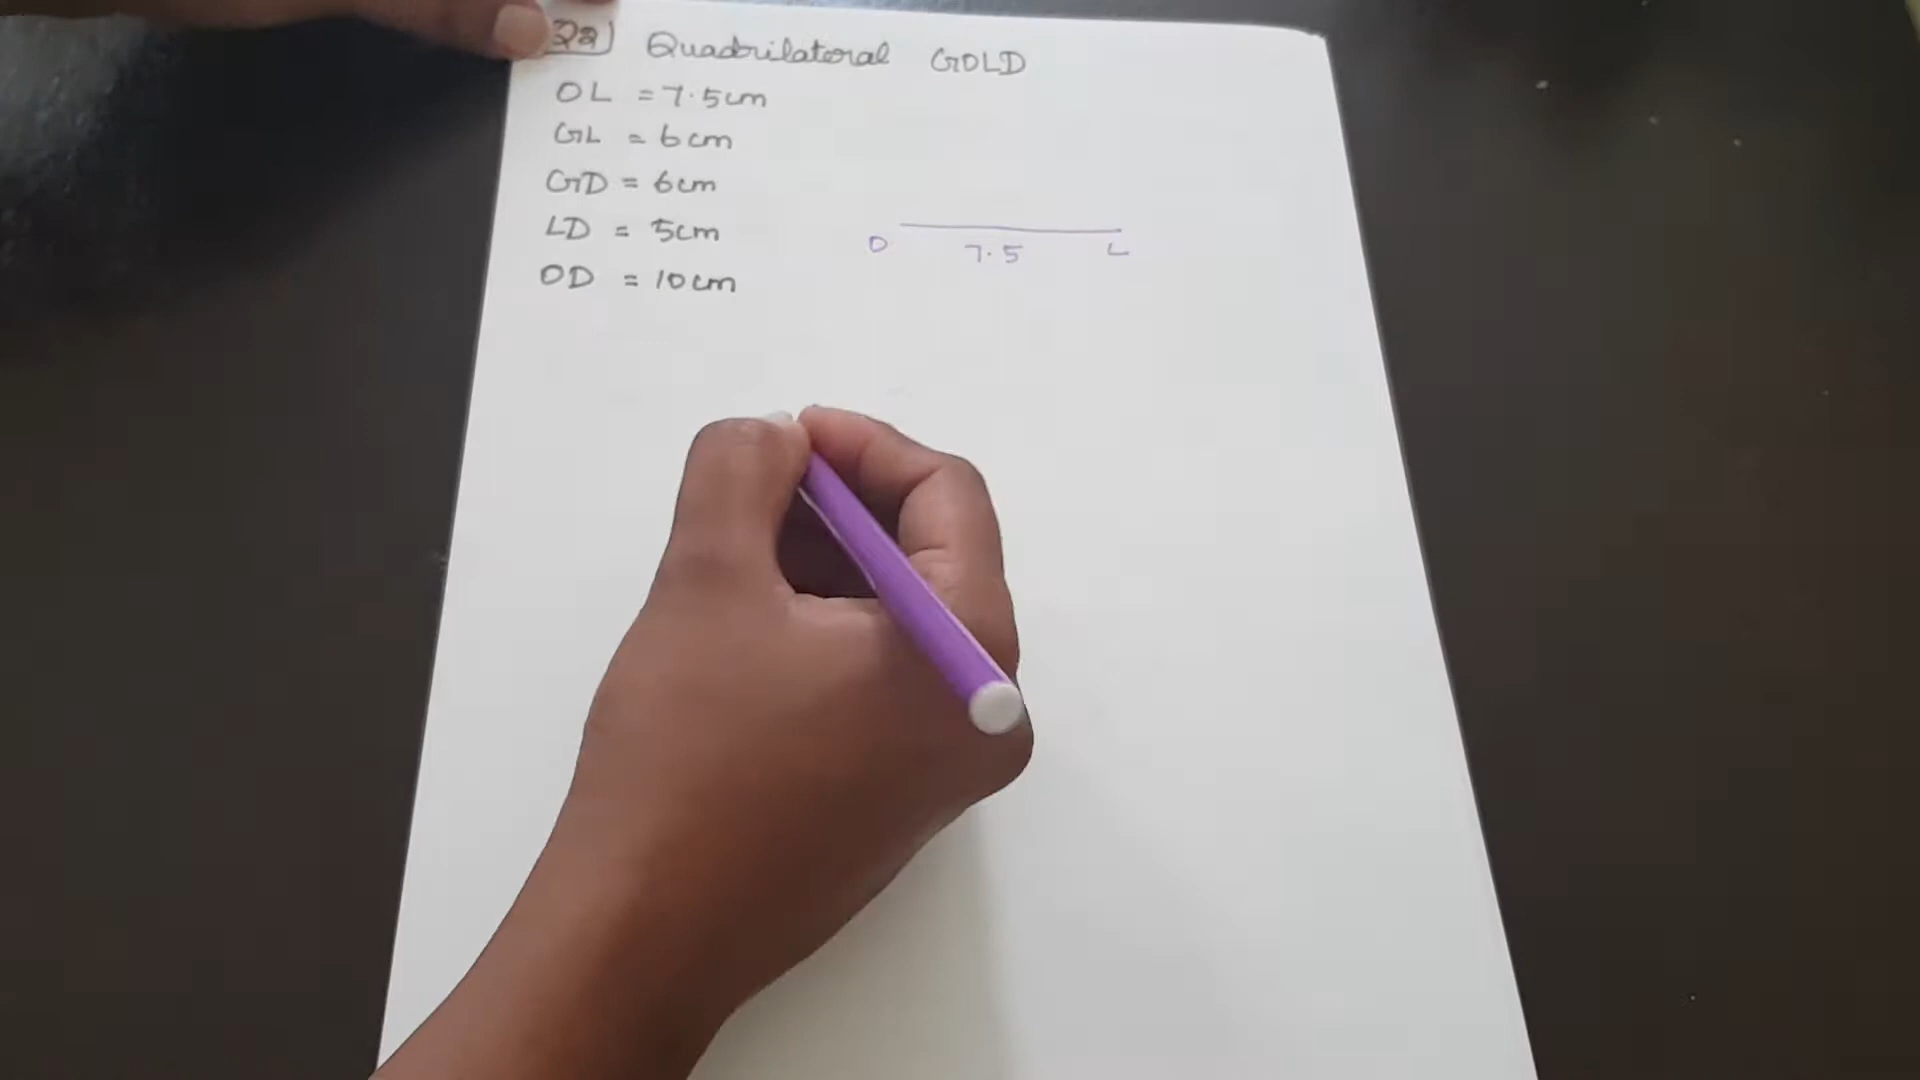 Q2) Quadrilateral GOLD
OL = 7.5cm
GL = 6cm
GD = 6cm
LD = 5cm
OD = 10cm
O 7.5 L